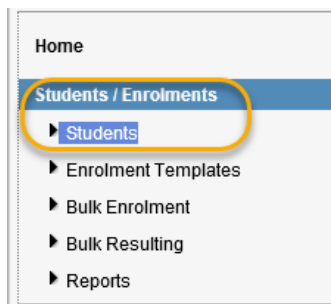 Home
Students / Enrolments
Students
Enrolment Templates
Bulk Enrolment
Bulk Resulting
Reports